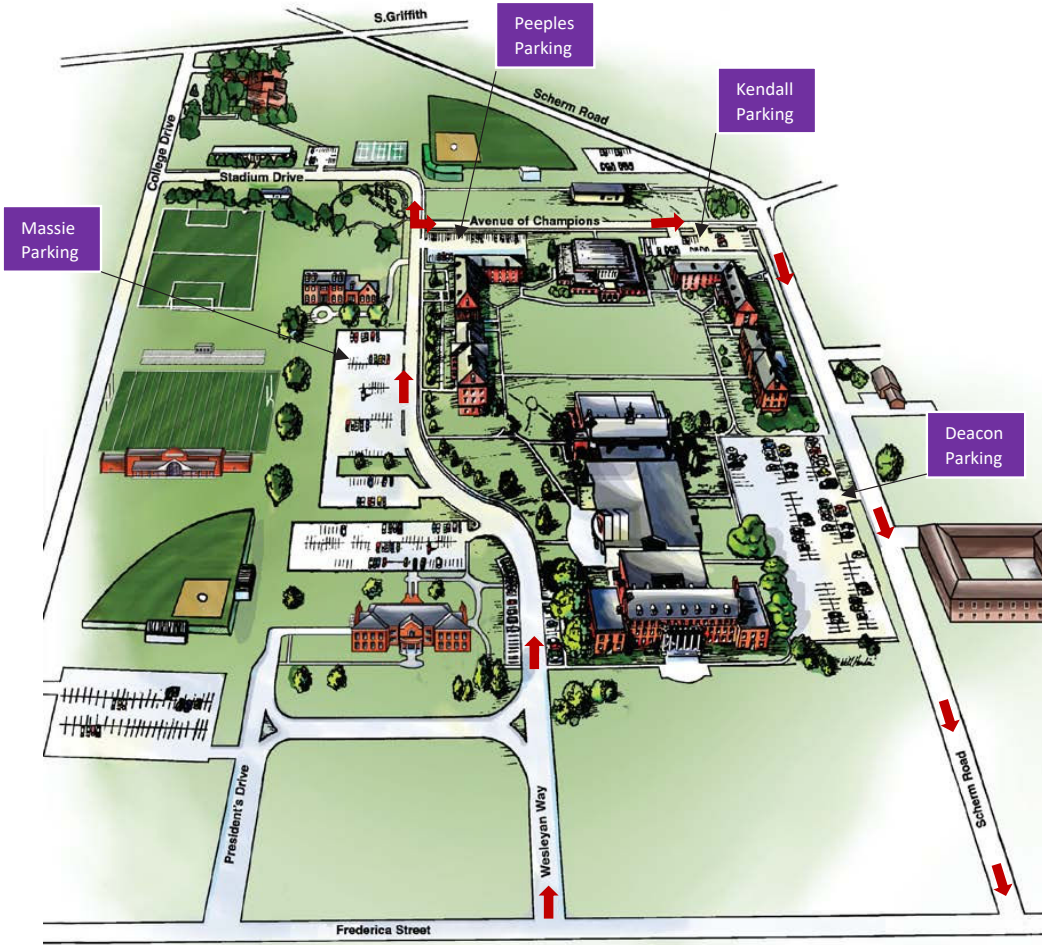 S.Griffith
Peeples
Parking
Kendall
Parking
Scherm Road
College Drive
Stadium Drive
Avenue of Champions
Massie
Parking
Deacon
Parking
President's Drive
Wesleyan Way
Scherm Road
Frederica Street